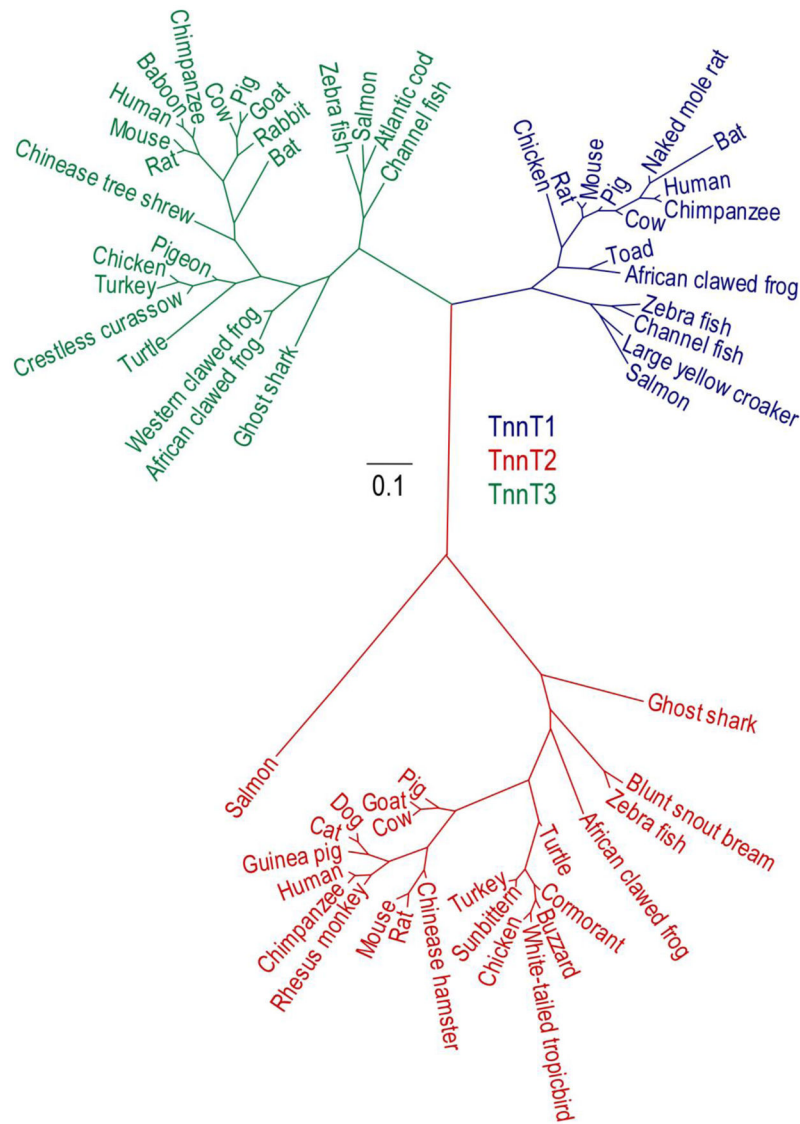 Chimpanzee
Baboon
Human
Mouse
Rat
Cow
Pig
Goat
Rabbit
Bat
Chinease tree shrew
Pigeon
Chicken
Turkey
Crestless curassow
Turtle
Western clawed frog
African clawed frog
Ghost shark
Zebra fish
Salmon
Atlantic cod
Channel fish
Chicken
Rat
Mouse
Pig
Cow
Naked mole rat
Bat
Human
Chimpanzee
Toad
African clawed frog
Zebra fish
Channel fish
Large yellow croaker
Salmon
TnnT1
TnnT2
TnnT3
0.1
Salmon
Ghost shark
Blunt snout bream
Zebra fish
African clawed frog
Pig
Goat
Cow
Dog
Cat
Guinea pig
Human
Chimpanzee
Rhesus monkey
Mouse
Rat
Chinease hamster
Turtle
Turkey
Sunbittern
Chicken
White-tailed tropicbird
Buzzard
Cormorant